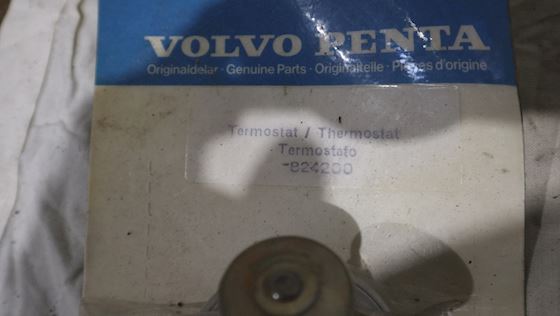 VOLVO PENTA
Originaldelar · Genuine Parts · Originalteile · Pièces d'origine
Termostat / Thermostat
Termostato
-824200